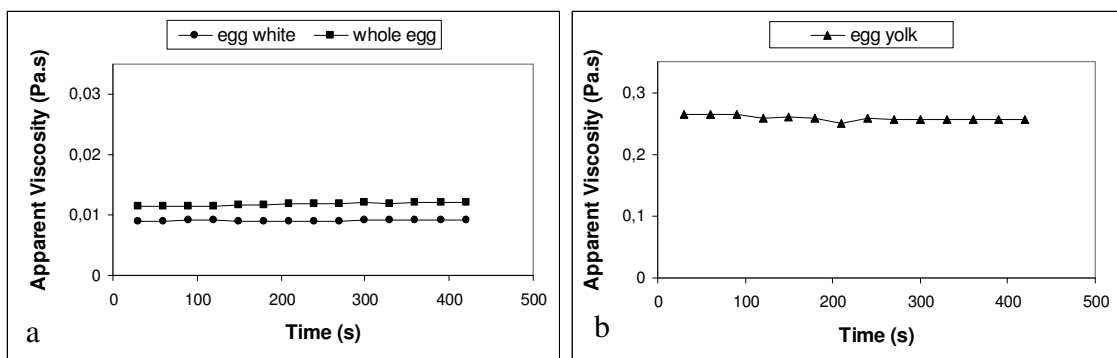 egg white whole egg
Apparent Viscosity (Pa.s)
0,03
0,02
0,01
0
0 100 200 300 400 500
Time (s)
a
egg yolk
Apparent Viscosity (Pa.s)
0,3
0,2
0,1
0
0 100 200 300 400 500
Time (s)
b